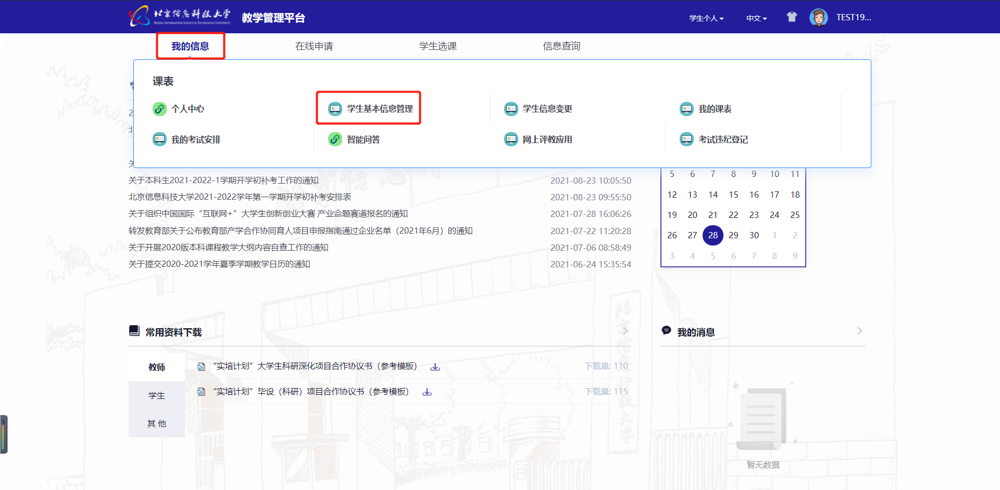 北京信息科技大学
BEIJING INFORMATION SCIENCE & TECHNOLOGY UNIVERSITY
教学管理平台
学生个人 中文 TEST19...
我的信息 在线申请 学生选课 信息查询
课表
个人中心 学生基本信息管理 学生信息变更 我的课表
我的考试安排 智能问答 网上评教应用 考试违纪登记
关于本科生2021-2022-1学期开学初补考工作的通知 2021-08-23 10:05:50
北京信息科技大学2021-2022学年第一学期开学初补考安排表 2021-08-23 09:55:50
关于组织中国国际“互联网+”大学生创新创业大赛 产业命题赛道报名的通知 2021-07-28 16:06:26
转发教育部关于公布教育部产学合作协同育人项目申报指南通过企业名单（2021年6月）的通知 2021-07-22 11:20:28
关于开展2020版本科课程教学大纲内容自查工作的通知 2021-07-06 08:58:49
关于提交2020-2021学年夏季学期教学日历的通知 2021-06-24 15:35:54
5 6 7 8 9 10 11
12 13 14 15 16 17 18
19 20 21 22 23 24 25
26 27 28 29 30 1 2
3 4 5 6 7 8 9
常用资料下载
教师
学生
其 他
“实培计划”大学生科研深化项目合作协议书（参考模板） 下载量: 110
“实培计划”毕设（科研）项目合作协议书（参考模板） 下载量: 115
我的消息
暂无数据
北京信息科技大学